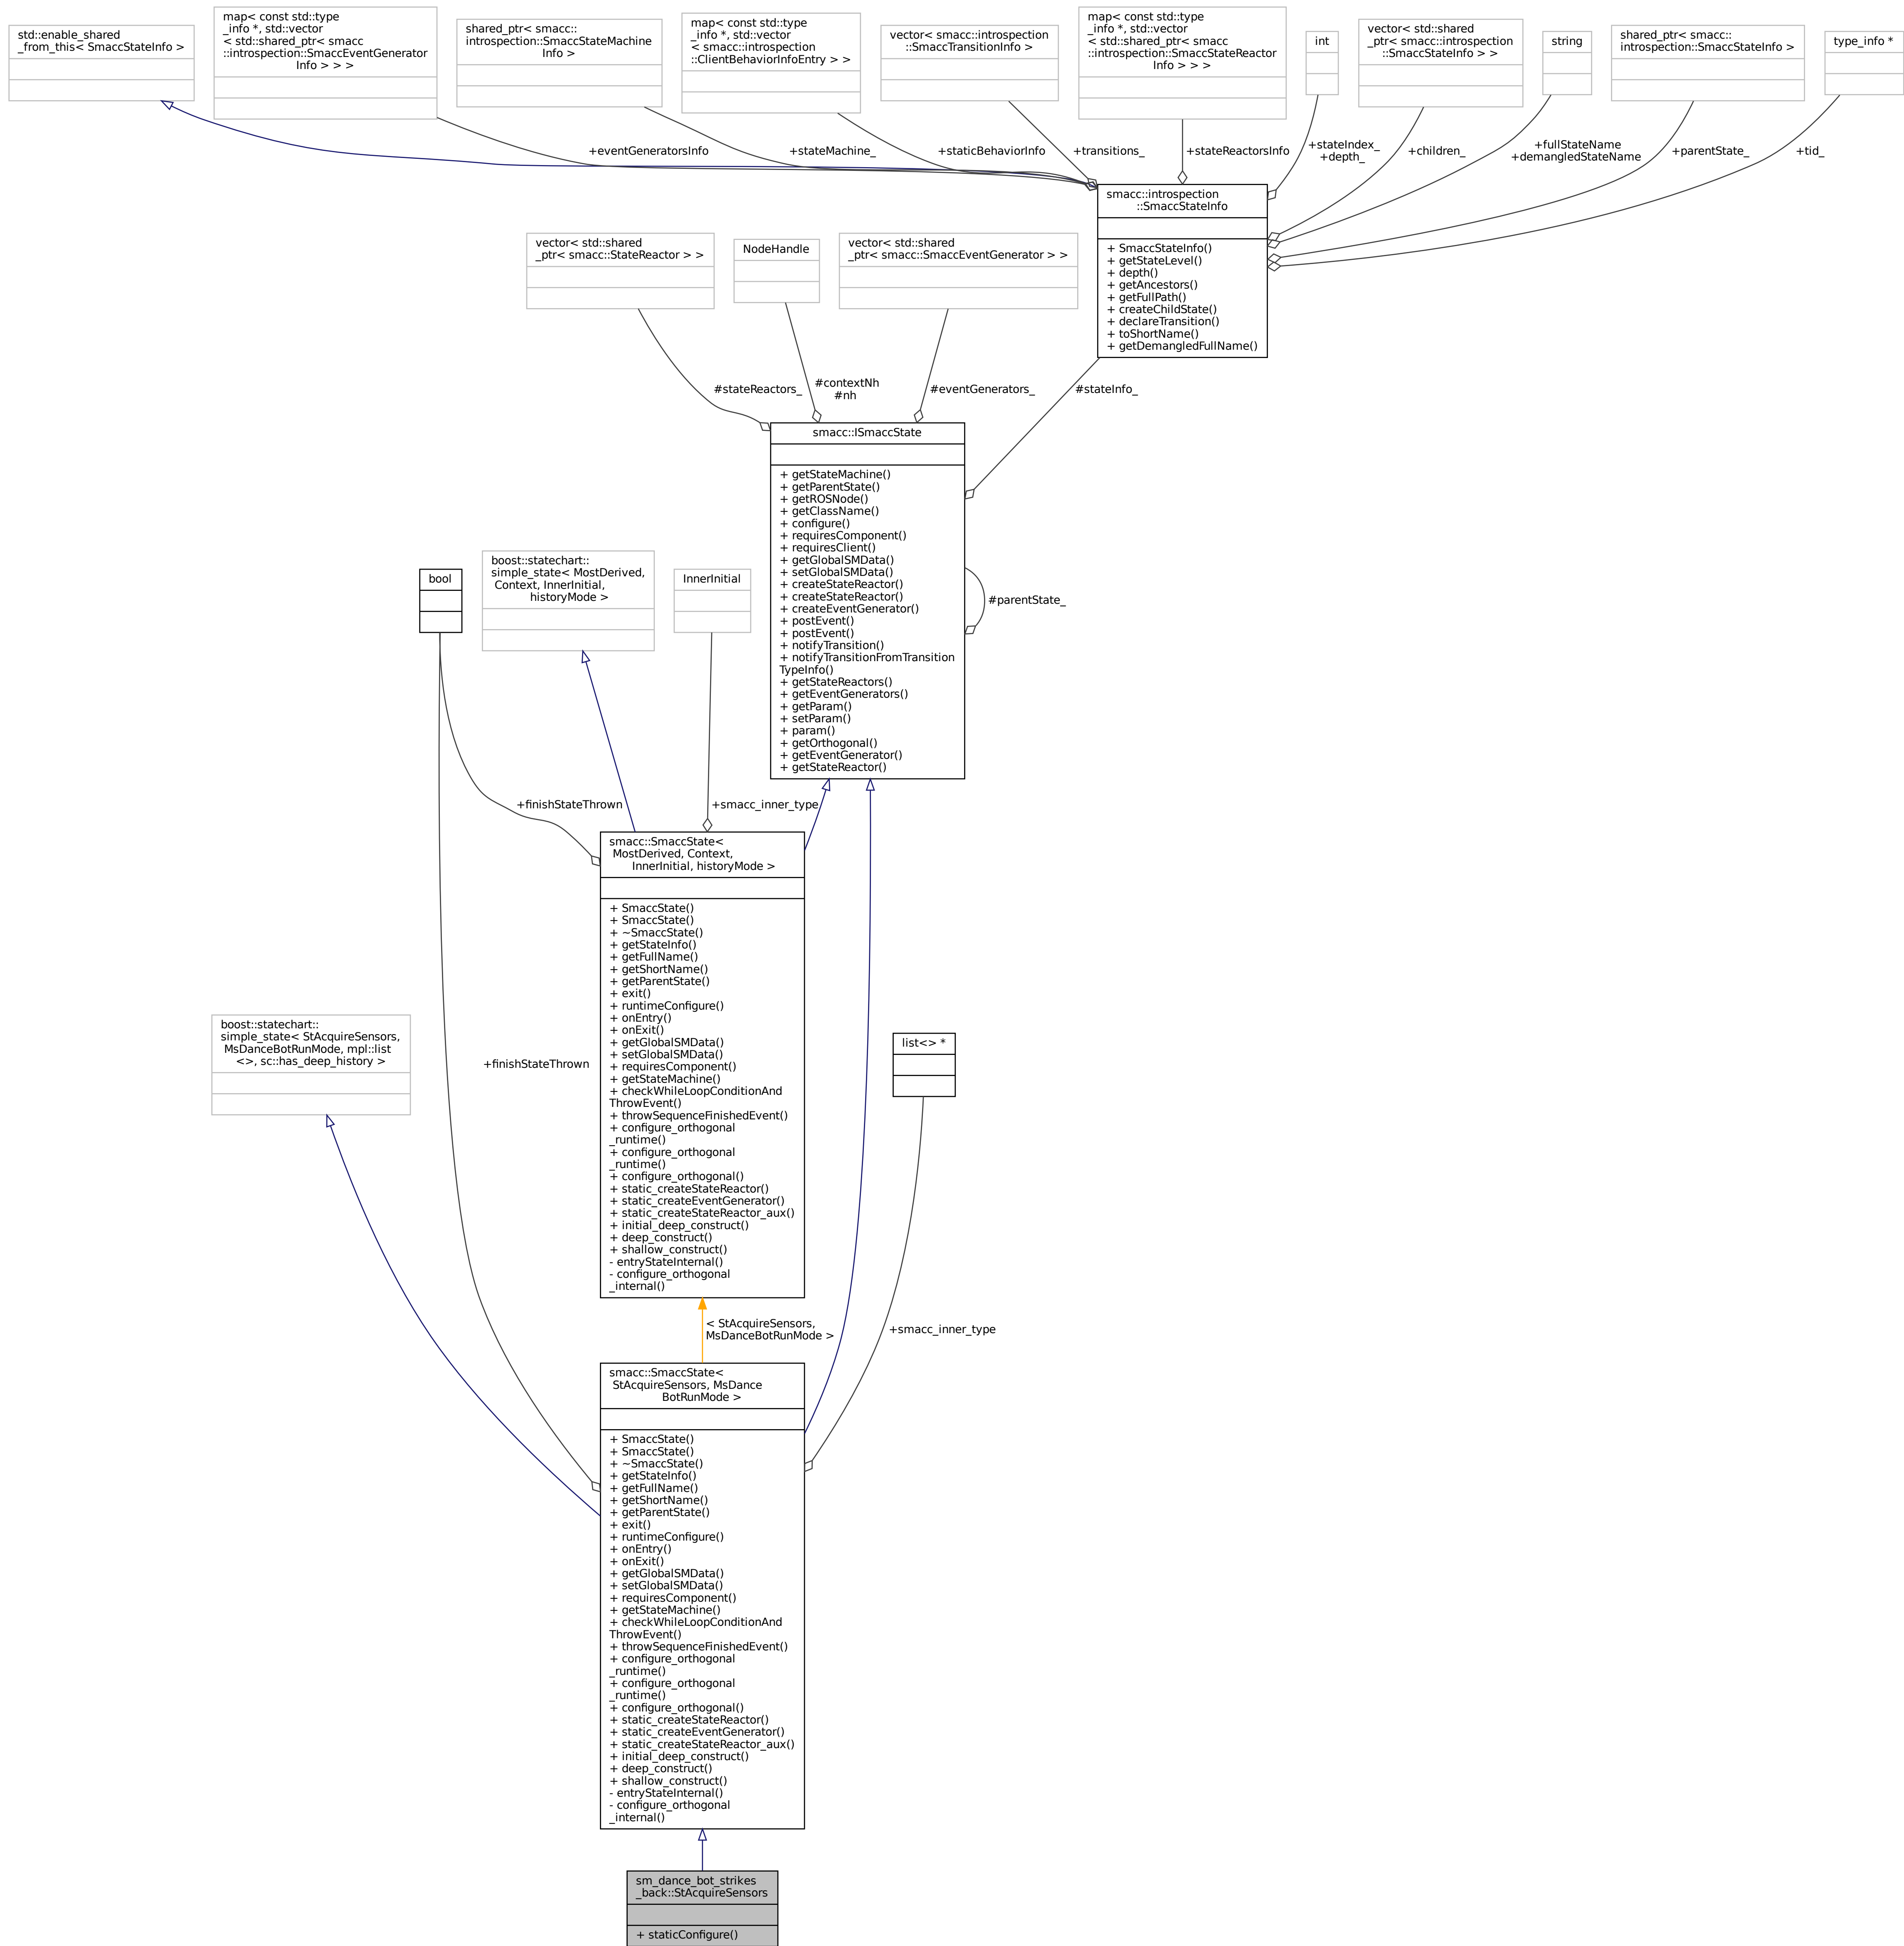 std::enable_shared
_from_this< SmaccStateInfo >
map< const std::type
_info *, std::vector
< std::shared_ptr< smacc
::introspection::SmaccEventGenerator
Info > > >
shared_ptr< smacc::
introspection::SmaccStateMachine
Info >
map< const std::type
_info *, std::vector
< smacc::introspection
::ClientBehaviorInfoEntry > >
vector< smacc::introspection
::SmaccTransitionInfo >
map< const std::type
_info *, std::vector
< std::shared_ptr< smacc
::introspection::SmaccStateReactor
Info > > >
int
vector< std::shared
_ptr< smacc::introspection
::SmaccStateInfo > >
string
shared_ptr< smacc::
introspection::SmaccStateInfo >
type_info *
+eventGeneratorsInfo
+stateMachine_
+staticBehaviorInfo
+transitions_
+stateReactorsInfo
+stateIndex_
+depth_
+children_
+fullStateName
+demangledStateName
+parentState_
+tid_
smacc::introspection
::SmaccStateInfo
+ SmaccStateInfo()
+ getStateLevel()
+ depth()
+ getAncestors()
+ getFullPath()
+ createChildState()
+ declareTransition()
+ toShortName()
+ getDemangledFullName()
vector< std::shared
_ptr< smacc::StateReactor > >
NodeHandle
vector< std::shared
_ptr< smacc::SmaccEventGenerator > >
#stateReactors_
#contextNh
#nh
#eventGenerators_
#stateInfo_
smacc::ISmaccState
+ getStateMachine()
+ getParentState()
+ getROSNode()
+ getClassName()
+ configure()
+ requiresComponent()
+ requiresClient()
+ getGlobalSMData()
+ setGlobalSMData()
+ createStateReactor()
+ createStateReactor()
+ createEventGenerator()
+ postEvent()
+ postEvent()
+ notifyTransition()
+ notifyTransitionFromTransition
TypeInfo()
+ getStateReactors()
+ getEventGenerators()
+ getParam()
+ setParam()
+ param()
+ getOrthogonal()
+ getEventGenerator()
+ getStateReactor()
#parentState_
bool
boost::statechart::
simple_state< MostDerived,
Context, InnerInitial,
historyMode >
InnerInitial
+finishStateThrown
+smacc_inner_type
smacc::SmaccState<
MostDerived, Context,
InnerInitial, historyMode >
+ SmaccState()
+ SmaccState()
+ ~SmaccState()
+ getStateInfo()
+ getFullName()
+ getShortName()
+ getParentState()
+ exit()
+ runtimeConfigure()
+ onEntry()
+ onExit()
+ getGlobalSMData()
+ setGlobalSMData()
+ requiresComponent()
+ getStateMachine()
+ checkWhileLoopConditionAnd
ThrowEvent()
+ throwSequenceFinishedEvent()
+ configure_orthogonal
_runtime()
+ configure_orthogonal
_runtime()
+ configure_orthogonal()
+ static_createStateReactor()
+ static_createEventGenerator()
+ static_createStateReactor_aux()
+ initial_deep_construct()
+ deep_construct()
+ shallow_construct()
- entryStateInternal()
- configure_orthogonal
_internal()
boost::statechart::
simple_state< StAcquireSensors,
MsDanceBotRunMode, mpl::list
<>, sc::has_deep_history >
+finishStateThrown
list<> *
< StAcquireSensors,
MsDanceBotRunMode >
+smacc_inner_type
smacc::SmaccState<
StAcquireSensors, MsDance
BotRunMode >
+ SmaccState()
+ SmaccState()
+ ~SmaccState()
+ getStateInfo()
+ getFullName()
+ getShortName()
+ getParentState()
+ exit()
+ runtimeConfigure()
+ onEntry()
+ onExit()
+ getGlobalSMData()
+ setGlobalSMData()
+ requiresComponent()
+ getStateMachine()
+ checkWhileLoopConditionAnd
ThrowEvent()
+ throwSequenceFinishedEvent()
+ configure_orthogonal
_runtime()
+ configure_orthogonal
_runtime()
+ configure_orthogonal()
+ static_createStateReactor()
+ static_createEventGenerator()
+ static_createStateReactor_aux()
+ initial_deep_construct()
+ deep_construct()
+ shallow_construct()
- entryStateInternal()
- configure_orthogonal
_internal()
sm_dance_bot_strikes
_back::StAcquireSensors
+ staticConfigure()